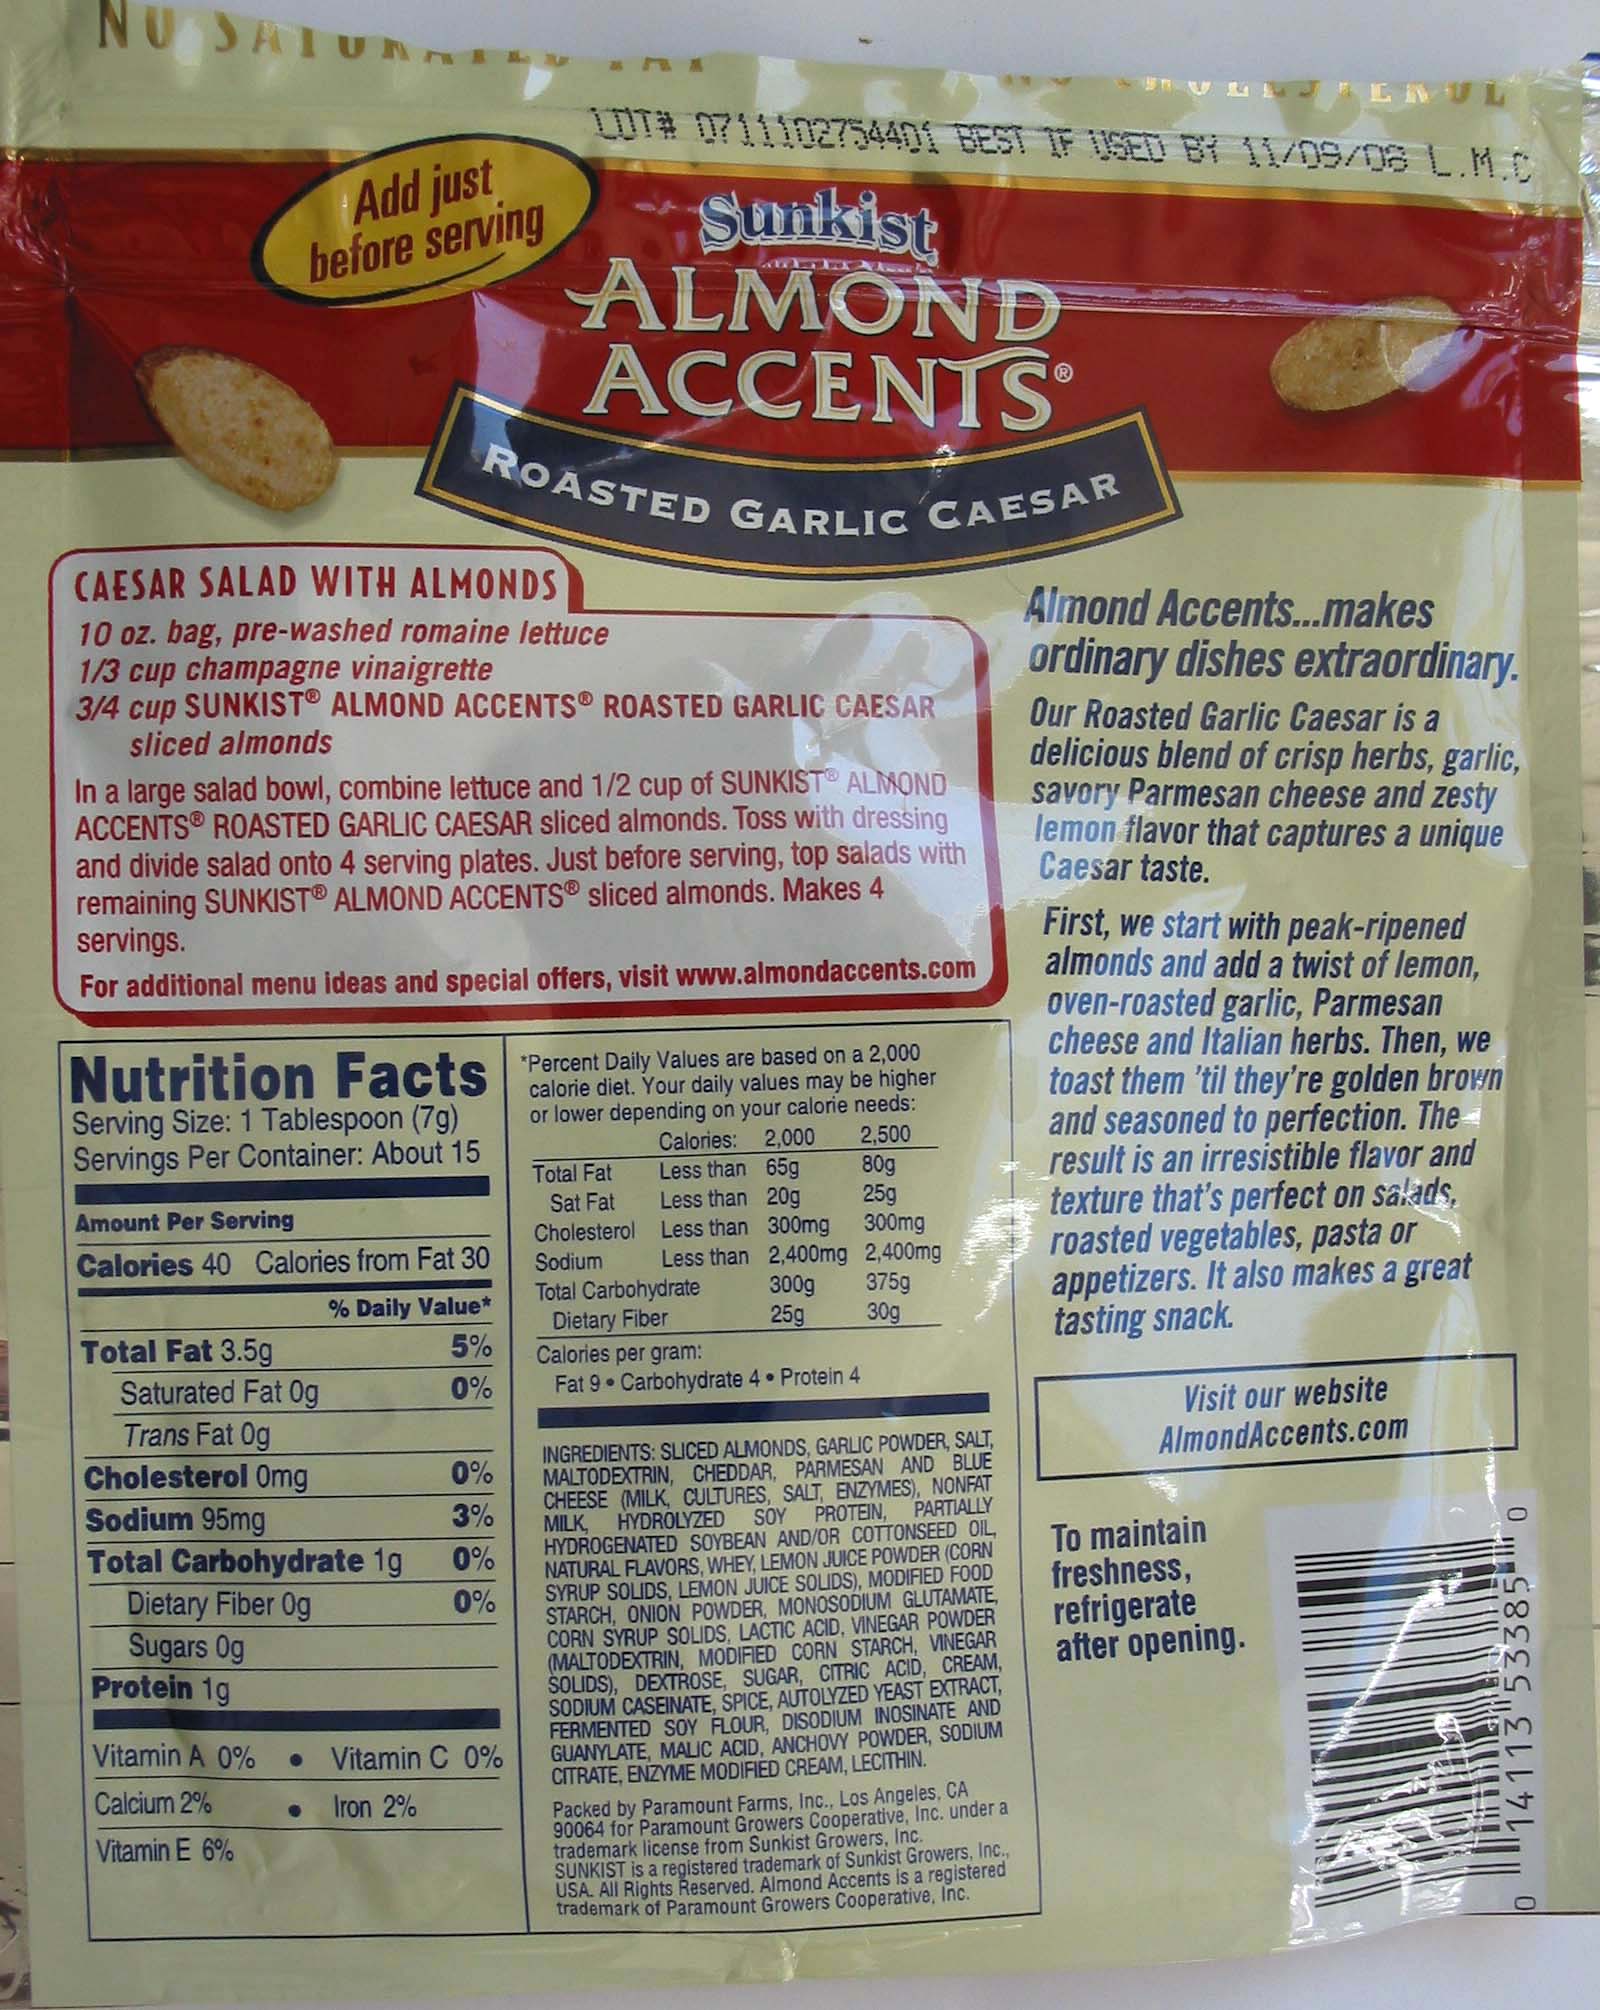 NO SATURATED FAT NO CHOLESTEROL
LOT# 0711102754401 BEST IF USED BY 11/09/08 L.M.C
Add just
before serving
Sunkist
ALMOND
ACCENTS®
ROASTED GARLIC CAESAR
CAESAR SALAD WITH ALMONDS
10 oz. bag, pre-washed romaine lettuce
1/3 cup champagne vinaigrette
3/4 cup SUNKIST® ALMOND ACCENTS® ROASTED GARLIC CAESAR
sliced almonds
In a large salad bowl, combine lettuce and 1/2 cup of SUNKIST® ALMOND
ACCENTS® ROASTED GARLIC CAESAR sliced almonds. Toss with dressing
and divide salad onto 4 serving plates. Just before serving, top salads with
remaining SUNKIST® ALMOND ACCENTS® sliced almonds. Makes 4
servings.
For additional menu ideas and special offers, visit www.almondaccents.com
Nutrition Facts
Serving Size: 1 Tablespoon (7g)
Servings Per Container: About 15
Amount Per Serving
Calories 40 Calories from Fat 30
% Daily Value*
Total Fat 3.5g 5%
Saturated Fat 0g 0%
Trans Fat 0g
Cholesterol 0mg 0%
Sodium 95mg 3%
Total Carbohydrate 1g 0%
Dietary Fiber 0g 0%
Sugars 0g
Protein 1g
Vitamin A 0% • Vitamin C 0%
Calcium 2% • Iron 2%
Vitamin E 6%
*Percent Daily Values are based on a 2,000
calorie diet. Your daily values may be higher
or lower depending on your calorie needs:
Calories: 2,000 2,500
Total Fat Less than 65g 80g
Sat Fat Less than 20g 25g
Cholesterol Less than 300mg 300mg
Sodium Less than 2,400mg 2,400mg
Total Carbohydrate 300g 375g
Dietary Fiber 25g 30g
Calories per gram:
Fat 9 • Carbohydrate 4 • Protein 4
INGREDIENTS: SLICED ALMONDS, GARLIC POWDER, SALT,
MALTODEXTRIN, CHEDDAR, PARMESAN AND BLUE
CHEESE (MILK, CULTURES, SALT, ENZYMES), NONFAT
MILK, HYDROLYZED SOY PROTEIN, PARTIALLY
HYDROGENATED SOYBEAN AND/OR COTTONSEED OIL,
NATURAL FLAVORS, WHEY, LEMON JUICE POWDER (CORN
SYRUP SOLIDS, LEMON JUICE SOLIDS), MODIFIED FOOD
STARCH, ONION POWDER, MONOSODIUM GLUTAMATE,
CORN SYRUP SOLIDS, LACTIC ACID, VINEGAR POWDER
(MALTODEXTRIN, MODIFIED CORN STARCH, VINEGAR
SOLIDS), DEXTROSE, SUGAR, CITRIC ACID, CREAM,
SODIUM CASEINATE, SPICE, AUTOLYZED YEAST EXTRACT,
FERMENTED SOY FLOUR, DISODIUM INOSINATE AND
GUANYLATE, MALIC ACID, ANCHOVY POWDER, SODIUM
CITRATE, ENZYME MODIFIED CREAM, LECITHIN.
Packed by Paramount Farms, Inc., Los Angeles, CA
90064 for Paramount Growers Cooperative, Inc. under a
trademark license from Sunkist Growers, Inc.
SUNKIST is a registered trademark of Sunkist Growers, Inc.,
USA. All Rights Reserved. Almond Accents is a registered
trademark of Paramount Growers Cooperative, Inc.
Almond Accents...makes
ordinary dishes extraordinary.
Our Roasted Garlic Caesar is a
delicious blend of crisp herbs, garlic,
savory Parmesan cheese and zesty
lemon flavor that captures a unique
Caesar taste.
First, we start with peak-ripened
almonds and add a twist of lemon,
oven-roasted garlic, Parmesan
cheese and Italian herbs. Then, we
toast them 'til they're golden brown
and seasoned to perfection. The
result is an irresistible flavor and
texture that's perfect on salads,
roasted vegetables, pasta or
appetizers. It also makes a great
tasting snack.
Visit our website
AlmondAccents.com
To maintain
freshness,
refrigerate
after opening.
0 14113 53385 0